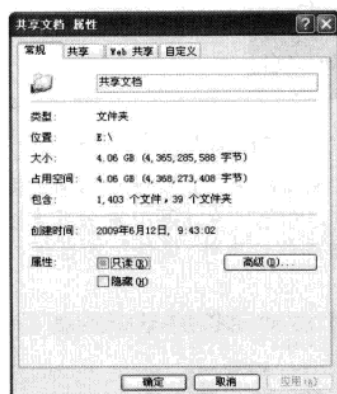 共享文档 属性
常规 共享 Web 共享 自定义
共享文档
类型: 文件夹
位置: E:\
大小: 4.06 GB (4,365,285,588 字节)
占用空间: 4.06 GB (4,368,273,408 字节)
包含: 1,403 个文件，39 个文件夹
创建时间: 2009年6月12日, 9:43:02
属性: 只读(R) 高级(D)...
隐藏(H)
确定 取消 应用(A)